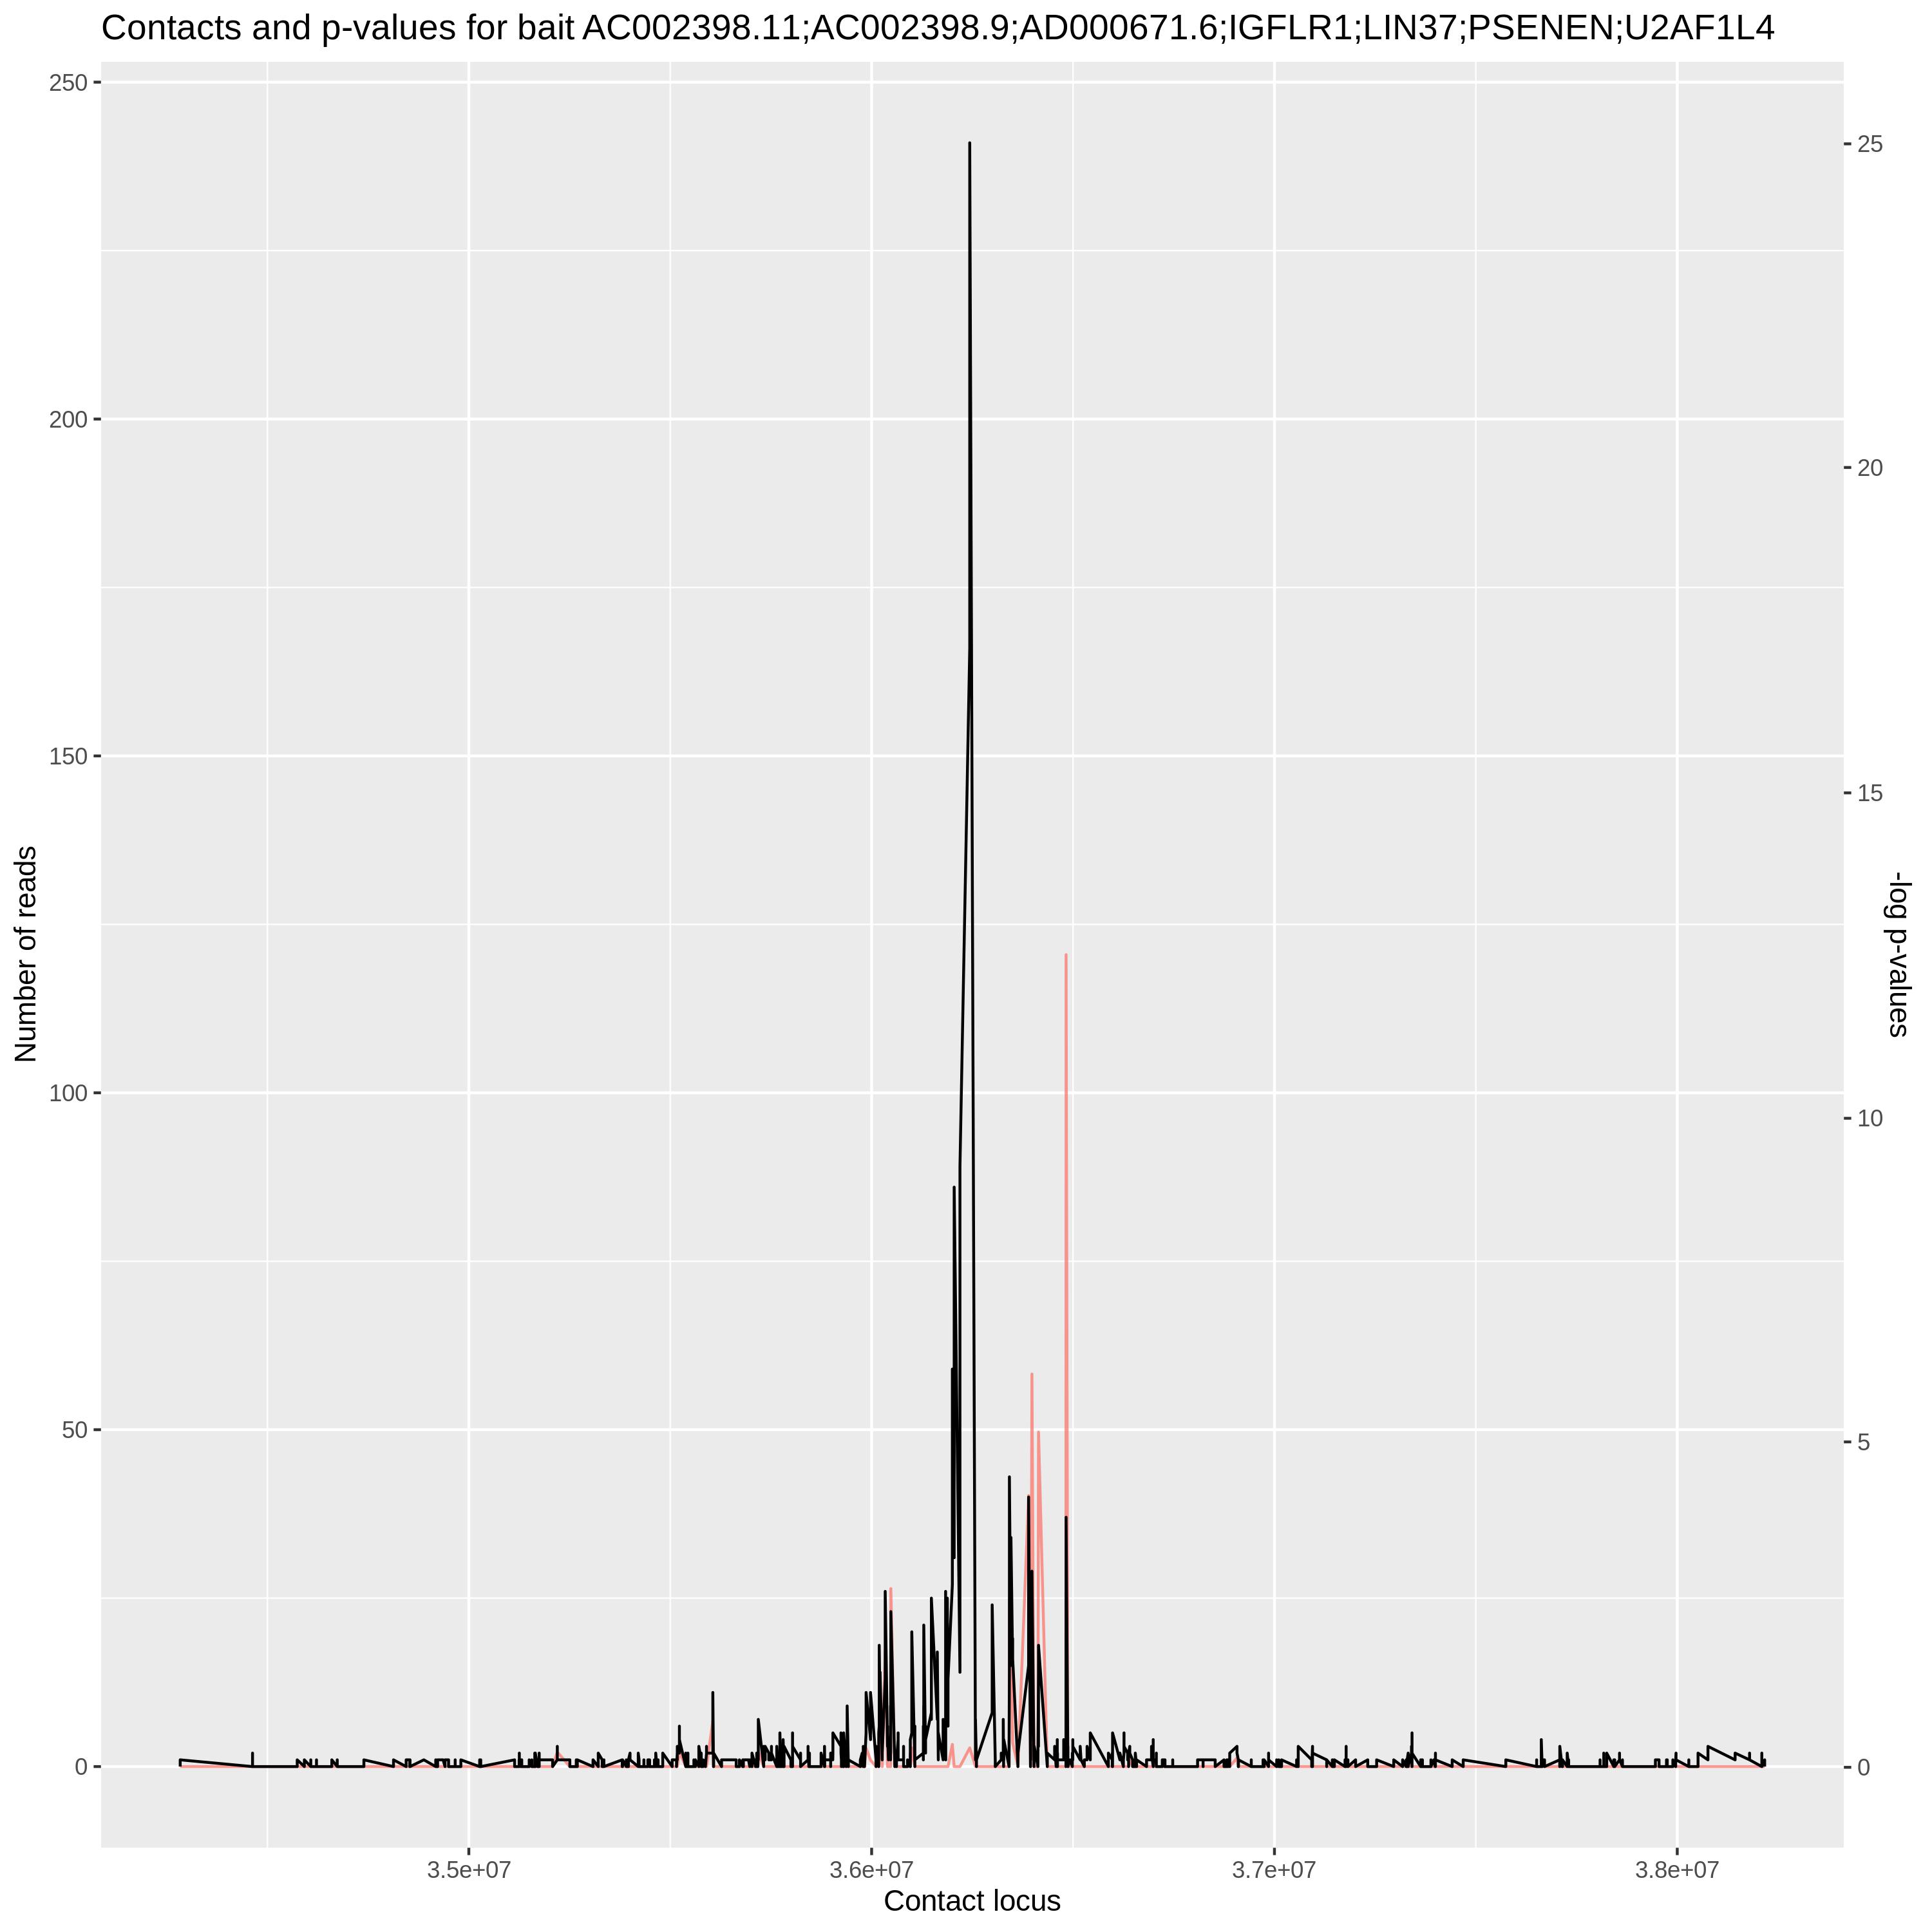 Contacts and p-values for bait AC002398.11;AC002398.9;AD000671.6;IGFLR1;LIN37;PSENEN;U2AF1L4
250
200
150
100
50
0
Number of reads
25
20
15
10
5
0
-log p-values
3.5e+07
3.6e+07
3.7e+07
3.8e+07
Contact locus